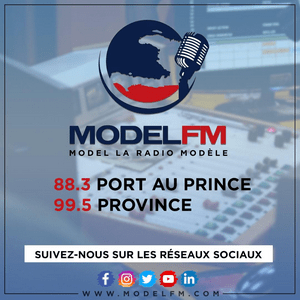 MODELFM
MODEL LA RADIO MODÈLE
88.3 PORT AU PRINCE
99.5 PROVINCE
SUIVEZ-NOUS SUR LES RÉSEAUX SOCIAUX
WWW.MODELFM.COM